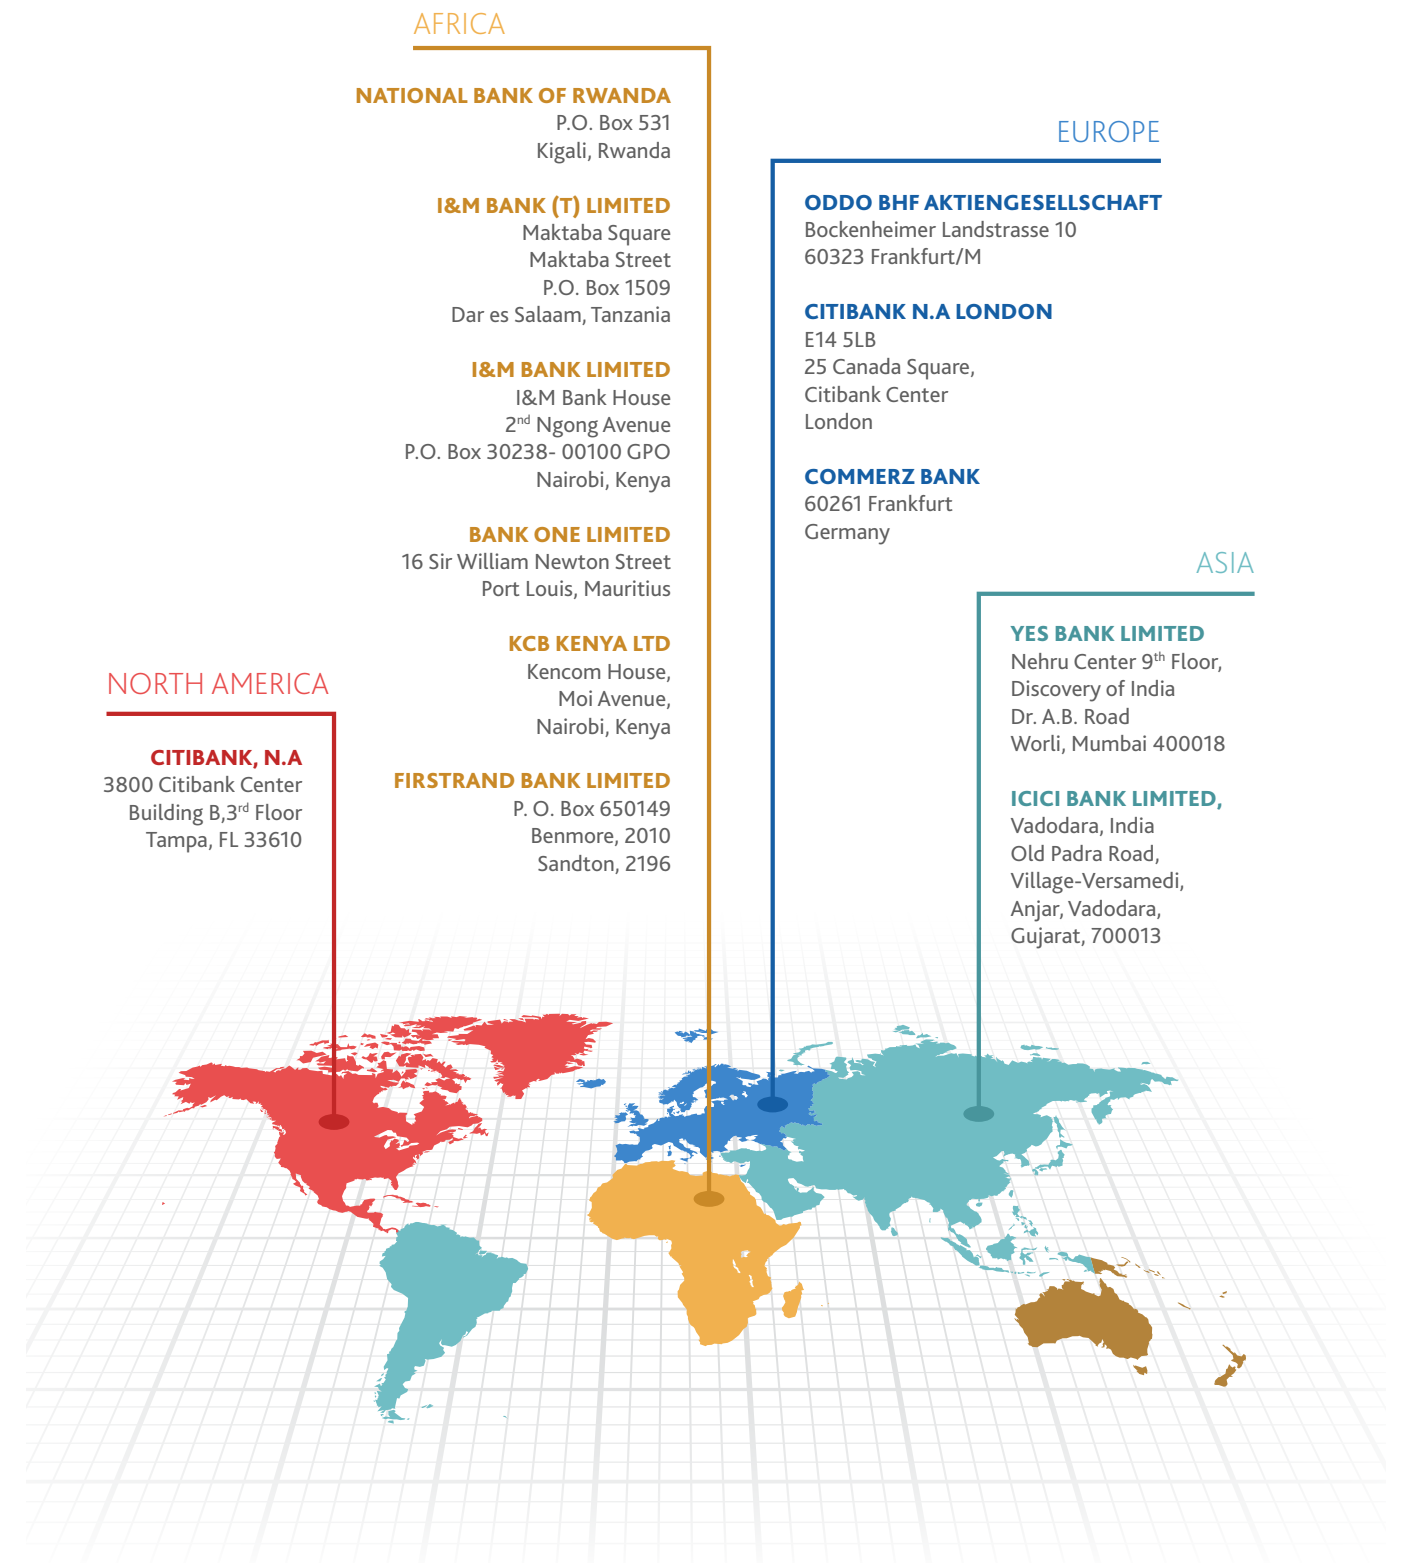 AFRICA
NATIONAL BANK OF RWANDA
P.O. Box 531
Kigali, Rwanda
I&M BANK (T) LIMITED
Maktaba Square
Maktaba Street
P.O. Box 1509
Dar es Salaam, Tanzania
I&M BANK LIMITED
I&M Bank House
2nd Ngong Avenue
P.O. Box 30238- 00100 GPO
Nairobi, Kenya
BANK ONE LIMITED
16 Sir William Newton Street
Port Louis, Mauritius
KCB KENYA LTD
Kencom House,
Moi Avenue,
Nairobi, Kenya
FIRSTRAND BANK LIMITED
P. O. Box 650149
Benmore, 2010
Sandton, 2196
EUROPE
ODDO BHF AKTIENGESELLSCHAFT
Bockenheimer Landstrasse 10
60323 Frankfurt/M
CITIBANK N.A LONDON
E14 5LB
25 Canada Square,
Citibank Center
London
COMMERZ BANK
60261 Frankfurt
Germany
ASIA
YES BANK LIMITED
Nehru Center 9th Floor,
Discovery of India
Dr. A.B. Road
Worli, Mumbai 400018
ICICI BANK LIMITED,
Vadodara, India
Old Padra Road,
Village-Versamedi,
Anjar, Vadodara,
Gujarat, 700013
NORTH AMERICA
CITIBANK, N.A
3800 Citibank Center
Building B,3rd Floor
Tampa, FL 33610